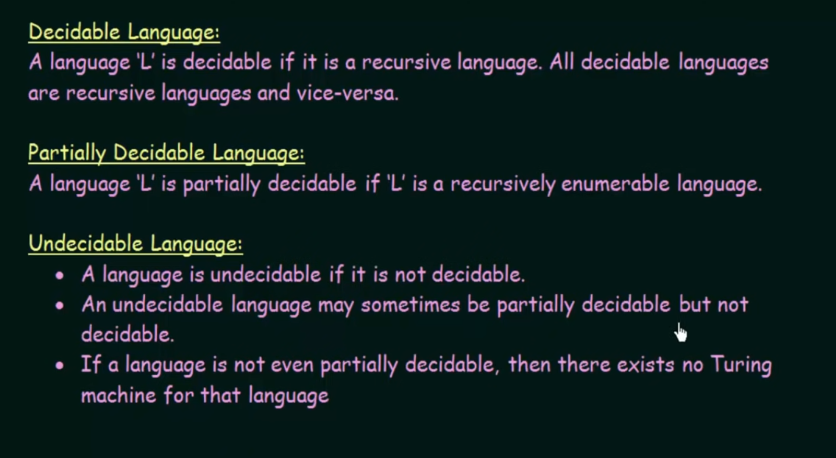 Decidable Language:
A language 'L' is decidable if it is a recursive language. All decidable languages
are recursive languages and vice-versa.
Partially Decidable Language:
A language 'L' is partially decidable if 'L' is a recursively enumerable language.
Undecidable Language:
• A language is undecidable if it is not decidable.
• An undecidable language may sometimes be partially decidable but not
decidable.
• If a language is not even partially decidable, then there exists no Turing
machine for that language